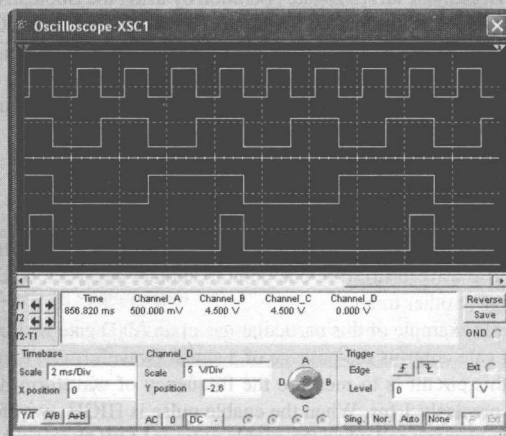 Oscilloscope-XSC1
Time Channel_A Channel_B Channel_C Channel_D
856.820 ms 500.000 mV 4.500 V 4.500 V 0.000 V
T2-T1
Reverse
Save
GND
Timebase
Scale 2 ms/Div
X position 0
Y/T A/B A+B
Channel_D
Scale 5 V/Div
Y position -2.6
AC 0 DC -
A
B
C
D
Trigger
Edge Ext
Level 0 V
Sing. Nor. Auto None Ext